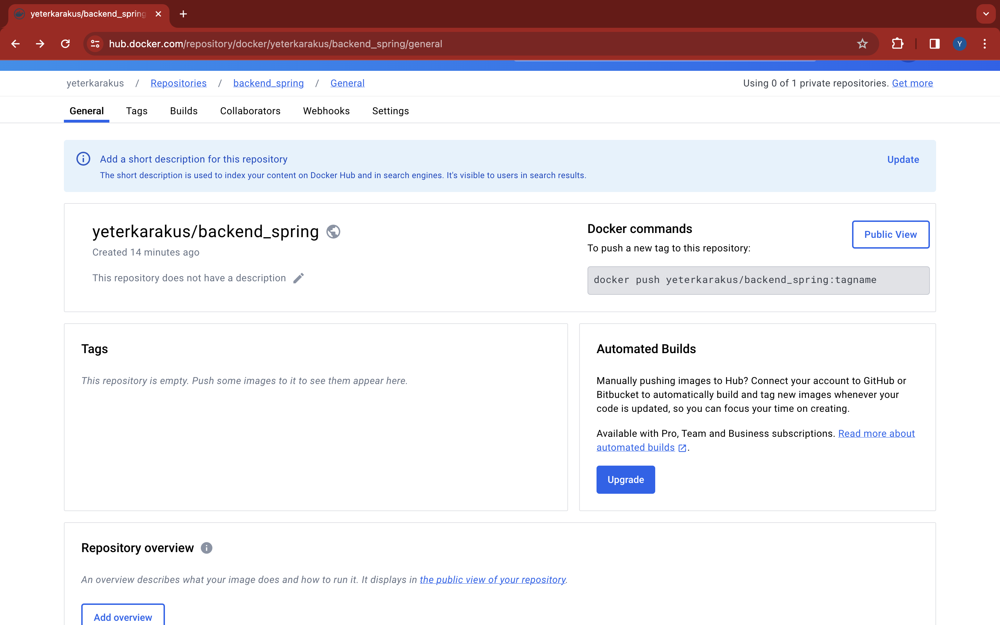 yeterkarakus/backend_spring
hub.docker.com/repository/docker/yeterkarakus/backend_spring/general
Y
yeterkarakus / Repositories / backend_spring / General
Using 0 of 1 private repositories. Get more
General Tags Builds Collaborators Webhooks Settings
Add a short description for this repository
Update
The short description is used to index your content on Docker Hub and in search engines. It's visible to users in search results.
yeterkarakus/backend_spring
Created 14 minutes ago
This repository does not have a description
Docker commands
Public View
To push a new tag to this repository:
docker push yeterkarakus/backend_spring:tagname
Tags
This repository is empty. Push some images to it to see them appear here.
Automated Builds
Manually pushing images to Hub? Connect your account to GitHub or
Bitbucket to automatically build and tag new images whenever your
code is updated, so you can focus your time on creating.
Available with Pro, Team and Business subscriptions. Read more about
automated builds .
Upgrade
Repository overview
An overview describes what your image does and how to run it. It displays in the public view of your repository.
Add overview